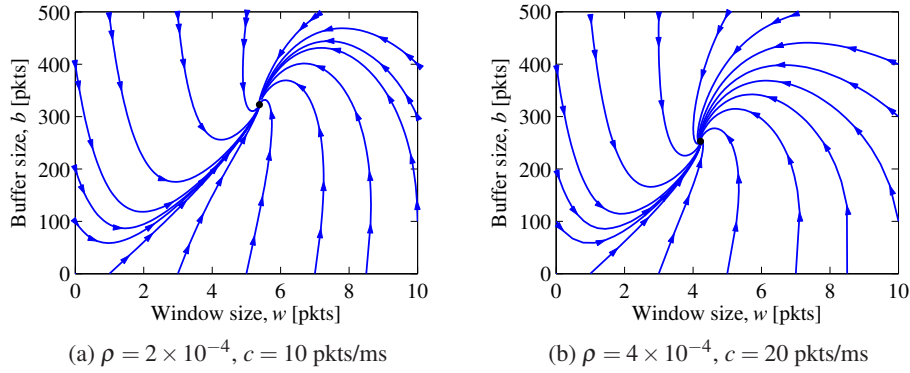 500
400
300
200
100
0
Buffer size, b [pkts]
0 2 4 6 8 10
Window size, w [pkts]
(a) ρ = 2 × 10⁻⁴, c = 10 pkts/ms
500
400
300
200
100
0
Buffer size, b [pkts]
0 2 4 6 8 10
Window size, w [pkts]
(b) ρ = 4 × 10⁻⁴, c = 20 pkts/ms